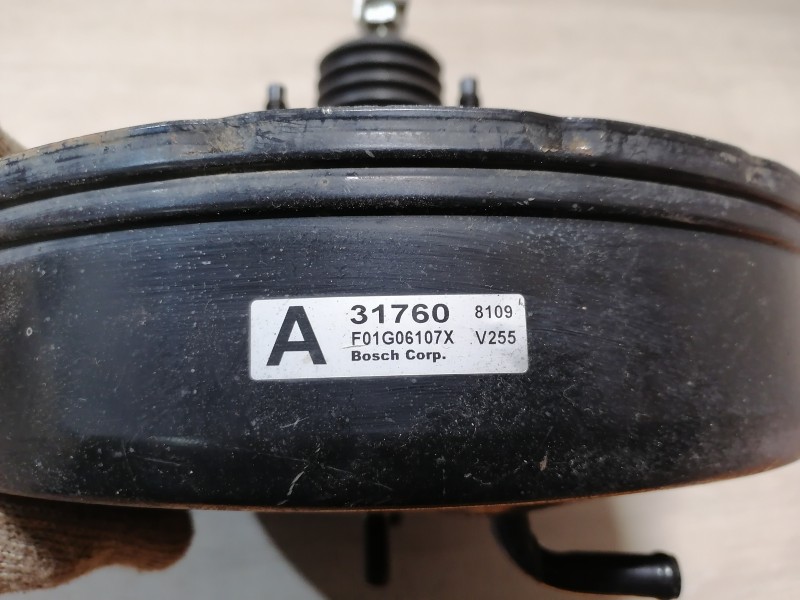 A 31760 8109
F01G06107X V255
Bosch Corp.